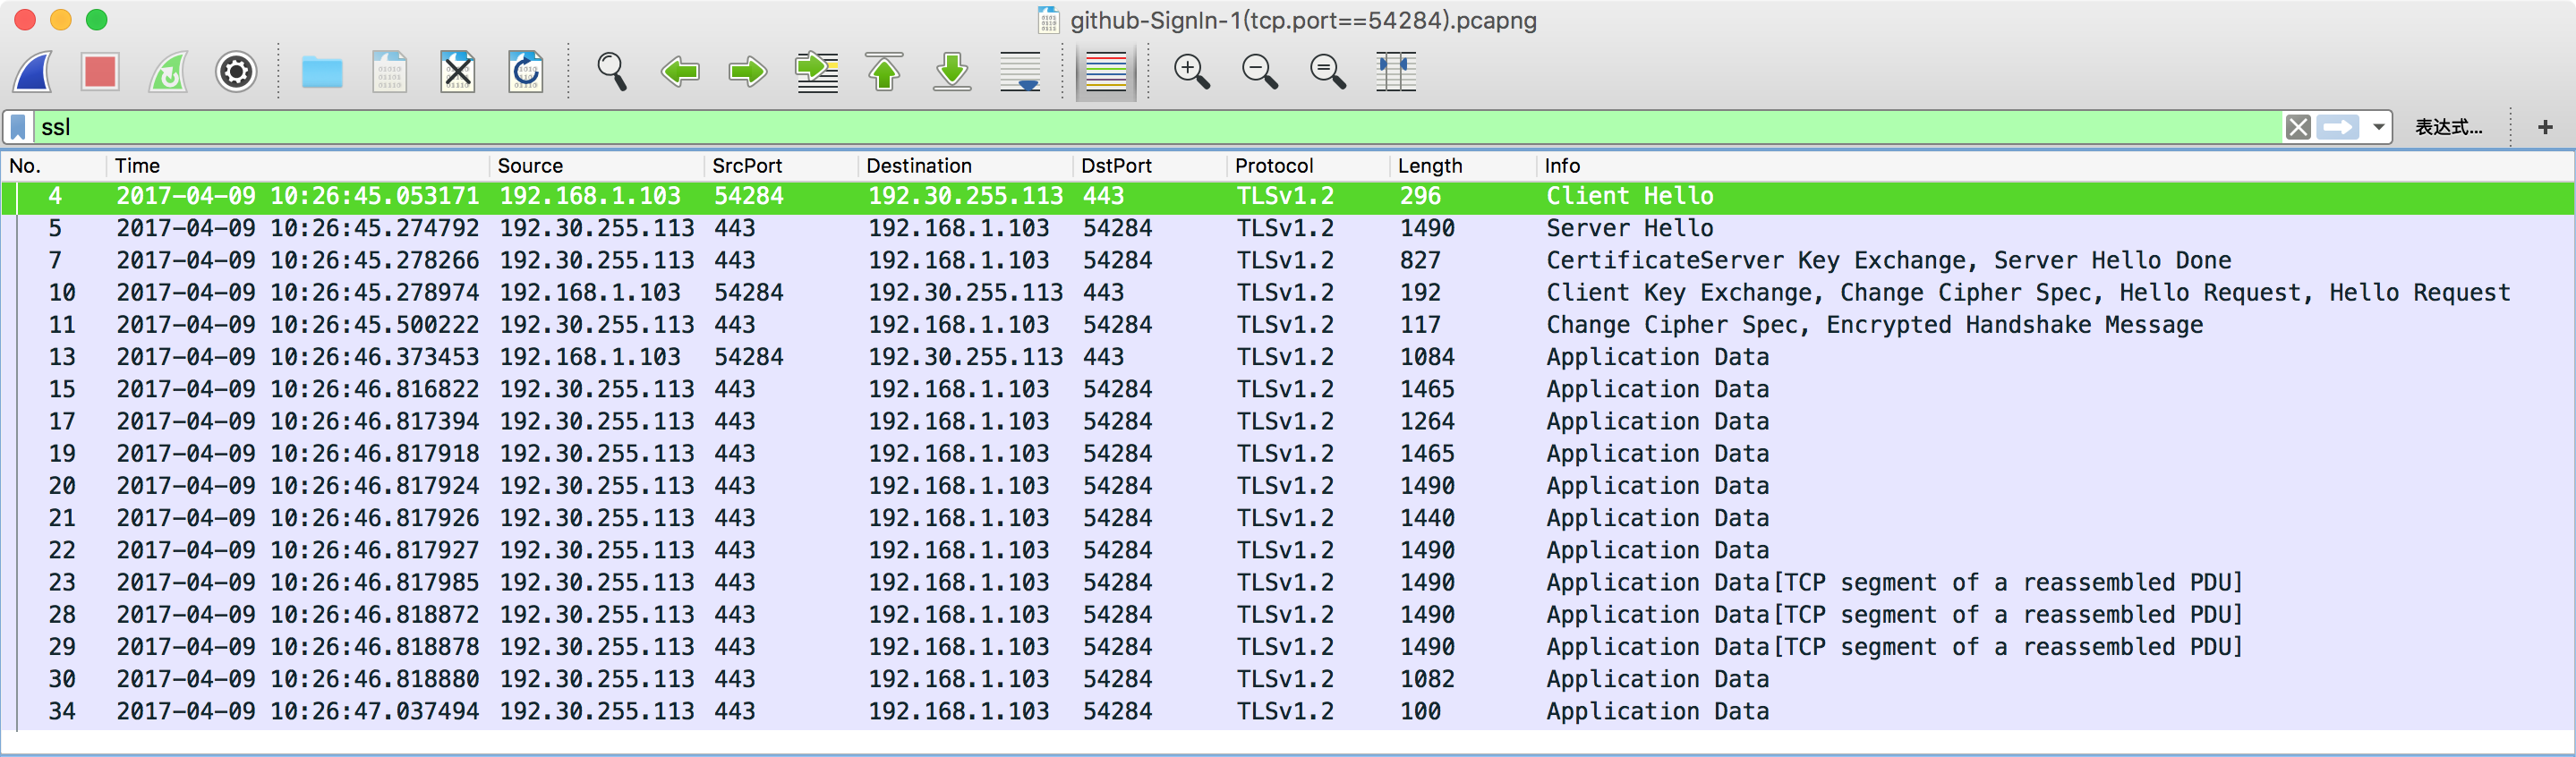 github-SignIn-1(tcp.port==54284).pcapng
ssl 表达式… +
No. Time Source SrcPort Destination DstPort Protocol Length Info
4 2017-04-09 10:26:45.053171 192.168.1.103 54284 192.30.255.113 443 TLSv1.2 296 Client Hello
5 2017-04-09 10:26:45.274792 192.30.255.113 443 192.168.1.103 54284 TLSv1.2 1490 Server Hello
7 2017-04-09 10:26:45.278266 192.30.255.113 443 192.168.1.103 54284 TLSv1.2 827 CertificateServer Key Exchange, Server Hello Done
10 2017-04-09 10:26:45.278974 192.168.1.103 54284 192.30.255.113 443 TLSv1.2 192 Client Key Exchange, Change Cipher Spec, Hello Request, Hello Request
11 2017-04-09 10:26:45.500222 192.30.255.113 443 192.168.1.103 54284 TLSv1.2 117 Change Cipher Spec, Encrypted Handshake Message
13 2017-04-09 10:26:46.373453 192.168.1.103 54284 192.30.255.113 443 TLSv1.2 1084 Application Data
15 2017-04-09 10:26:46.816822 192.30.255.113 443 192.168.1.103 54284 TLSv1.2 1465 Application Data
17 2017-04-09 10:26:46.817394 192.30.255.113 443 192.168.1.103 54284 TLSv1.2 1264 Application Data
19 2017-04-09 10:26:46.817918 192.30.255.113 443 192.168.1.103 54284 TLSv1.2 1465 Application Data
20 2017-04-09 10:26:46.817924 192.30.255.113 443 192.168.1.103 54284 TLSv1.2 1490 Application Data
21 2017-04-09 10:26:46.817926 192.30.255.113 443 192.168.1.103 54284 TLSv1.2 1440 Application Data
22 2017-04-09 10:26:46.817927 192.30.255.113 443 192.168.1.103 54284 TLSv1.2 1490 Application Data
23 2017-04-09 10:26:46.817985 192.30.255.113 443 192.168.1.103 54284 TLSv1.2 1490 Application Data[TCP segment of a reassembled PDU]
28 2017-04-09 10:26:46.818872 192.30.255.113 443 192.168.1.103 54284 TLSv1.2 1490 Application Data[TCP segment of a reassembled PDU]
29 2017-04-09 10:26:46.818878 192.30.255.113 443 192.168.1.103 54284 TLSv1.2 1490 Application Data[TCP segment of a reassembled PDU]
30 2017-04-09 10:26:46.818880 192.30.255.113 443 192.168.1.103 54284 TLSv1.2 1082 Application Data
34 2017-04-09 10:26:47.037494 192.30.255.113 443 192.168.1.103 54284 TLSv1.2 100 Application Data